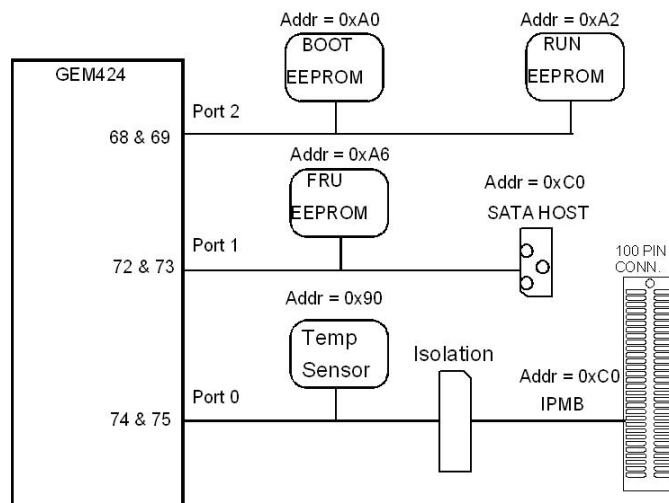 Addr = 0xA0
Addr = 0xA2
BOOT
EEPROM
RUN
EEPROM
GEM424
Port 2
68 & 69
Addr = 0xA6
FRU
EEPROM
Addr = 0xC0
SATA HOST
Port 1
72 & 73
100 PIN
CONN.
Addr = 0x90
Temp
Sensor
Isolation
Addr = 0xC0
IPMB
Port 0
74 & 75